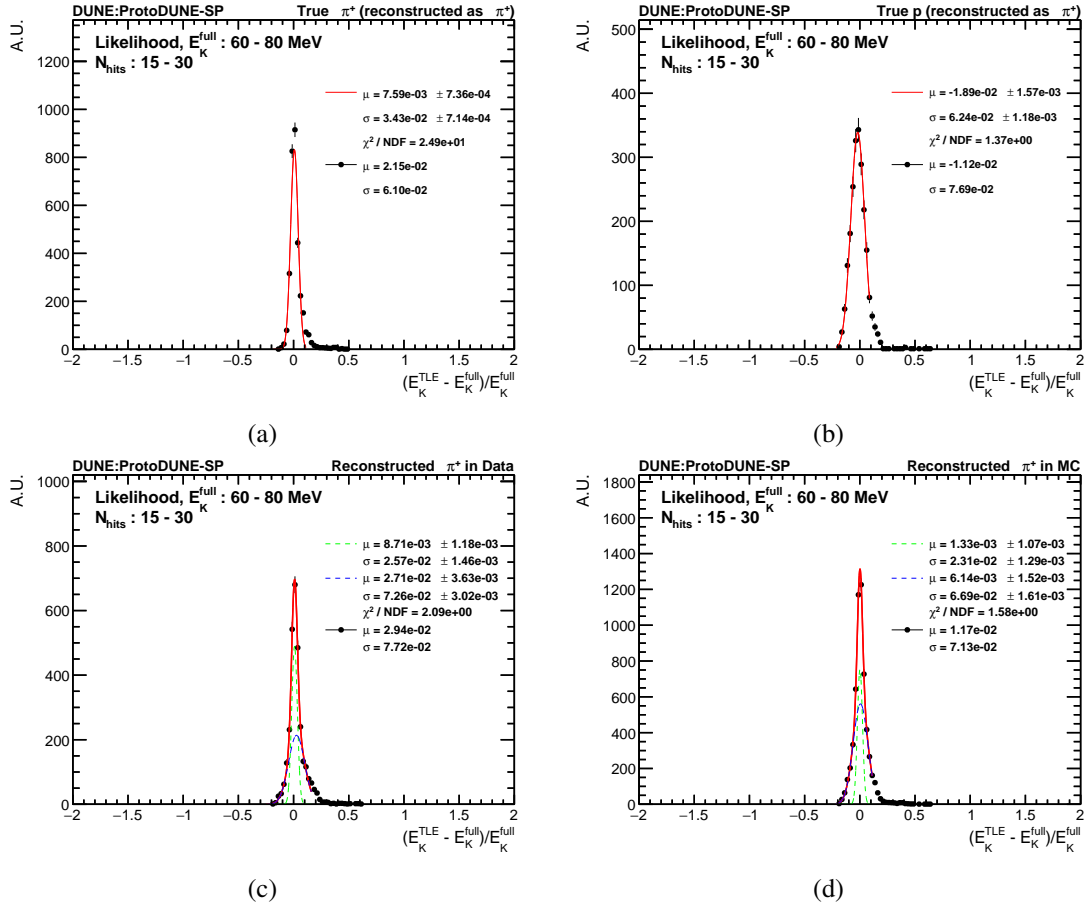 DUNE:ProtoDUNE-SP True π⁺ (reconstructed as π⁺)
A.U.
Likelihood, E_K^full : 60 - 80 MeV
N_hits : 15 - 30
μ = 7.59e-03 ± 7.36e-04
σ = 3.43e-02 ± 7.14e-04
χ² / NDF = 2.49e+01
μ = 2.15e-02
σ = 6.10e-02
1200
1000
800
600
400
200
0
−2 −1.5 −1 −0.5 0 0.5 1 1.5 2
(E_K^TLE - E_K^full)/E_K^full
(a)
DUNE:ProtoDUNE-SP True p (reconstructed as π⁺)
A.U.
Likelihood, E_K^full : 60 - 80 MeV
N_hits : 15 - 30
μ = -1.89e-02 ± 1.57e-03
σ = 6.24e-02 ± 1.18e-03
χ² / NDF = 1.37e+00
μ = -1.12e-02
σ = 7.69e-02
500
400
300
200
100
0
−2 −1.5 −1 −0.5 0 0.5 1 1.5 2
(E_K^TLE - E_K^full)/E_K^full
(b)
DUNE:ProtoDUNE-SP Reconstructed π⁺ in Data
A.U.
Likelihood, E_K^full : 60 - 80 MeV
N_hits : 15 - 30
μ = 8.71e-03 ± 1.18e-03
σ = 2.57e-02 ± 1.46e-03
μ = 2.71e-02 ± 3.63e-03
σ = 7.26e-02 ± 3.02e-03
χ² / NDF = 2.09e+00
μ = 2.94e-02
σ = 7.72e-02
1000
800
600
400
200
0
−2 −1.5 −1 −0.5 0 0.5 1 1.5 2
(E_K^TLE - E_K^full)/E_K^full
(c)
DUNE:ProtoDUNE-SP Reconstructed π⁺ in MC
A.U.
Likelihood, E_K^full : 60 - 80 MeV
N_hits : 15 - 30
μ = 1.33e-03 ± 1.07e-03
σ = 2.31e-02 ± 1.29e-03
μ = 6.14e-03 ± 1.52e-03
σ = 6.69e-02 ± 1.61e-03
χ² / NDF = 1.58e+00
μ = 1.17e-02
σ = 7.13e-02
1800
1600
1400
1200
1000
800
600
400
200
0
−2 −1.5 −1 −0.5 0 0.5 1 1.5 2
(E_K^TLE - E_K^full)/E_K^full
(d)